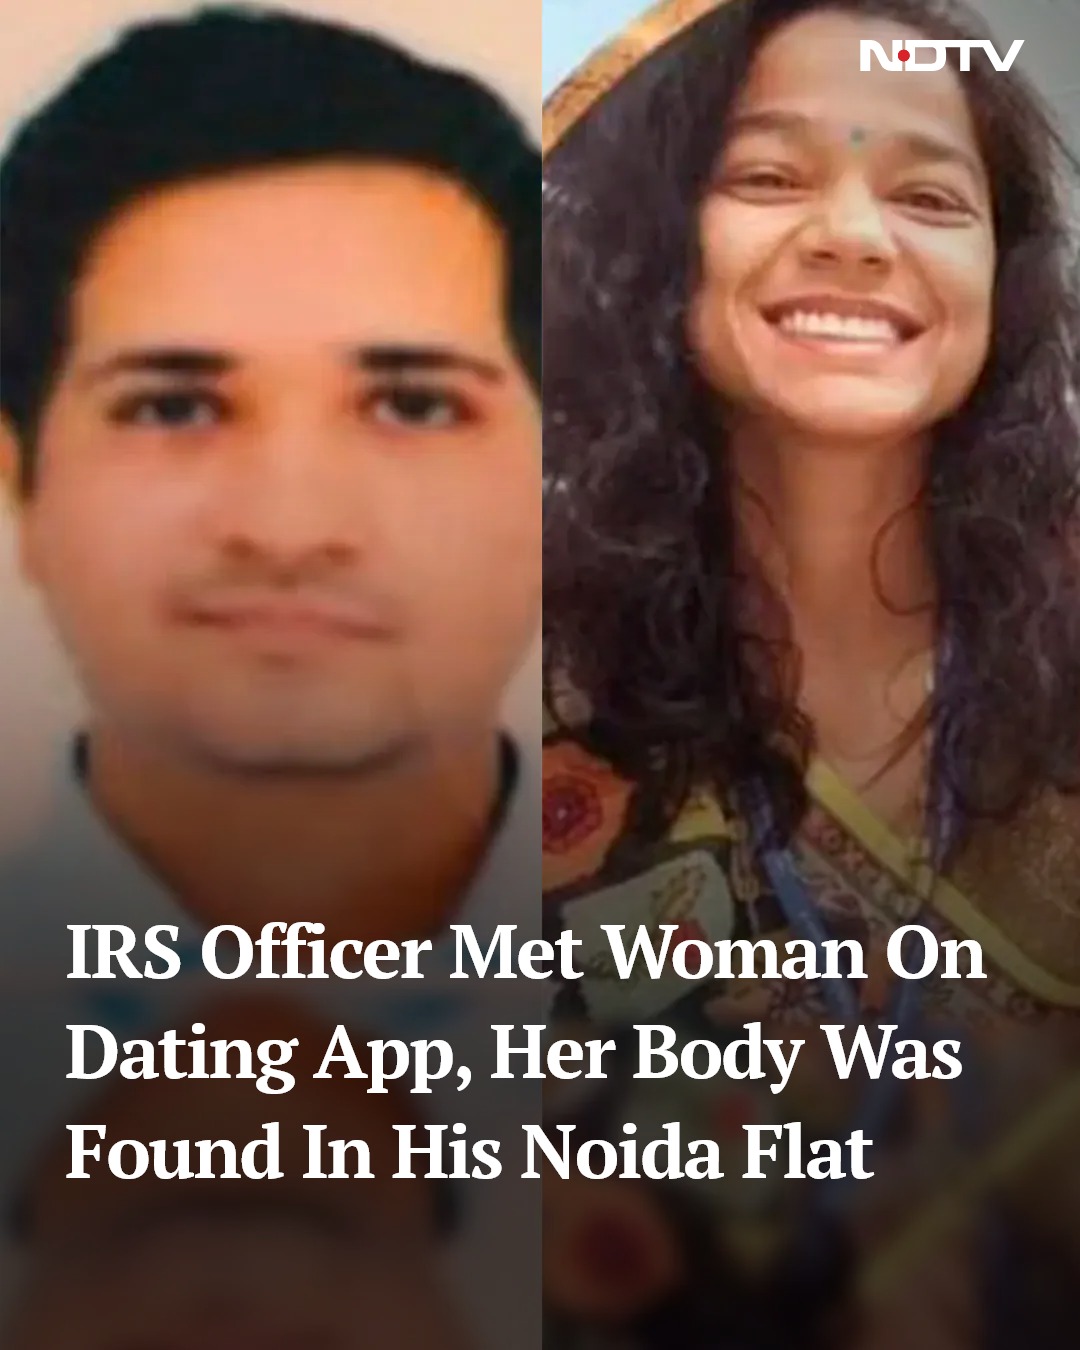 NDTV
IRS Officer Met Woman On
Dating App, Her Body Was
Found In His Noida Flat